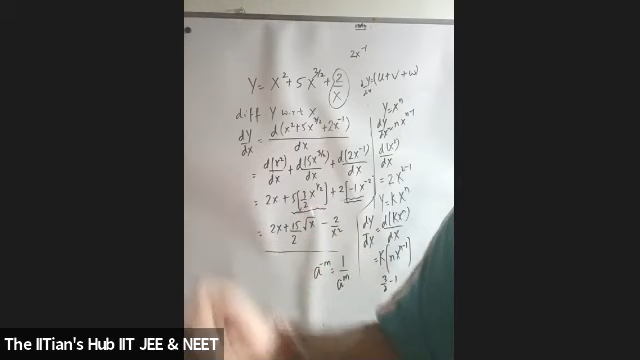 2x⁻¹
Y = X² + 5X^3/2 + 2/X
dy/dx = (u + v + w)
diff Y w.r.t X
dy/dx = d(x² + 5x^3/2 + 2x⁻¹)/dx
= d(x²)/dx + d(5x^3/2)/dx + d(2x⁻¹)/dx
= 2x + 5[3/2 x^1/2] + 2[-1x⁻²]
= 2x + 15/2 √x - 2/x²
a⁻ᵐ = 1/aᵐ
y = xⁿ
dy/dx = nxⁿ⁻¹
d(x²)/dx
= 2x²⁻¹
Y = KXⁿ
dy/dx = d(Kxⁿ)/dx
= K(nxⁿ⁻¹)
3/2 - 1
The IITian's Hub IIT JEE & NEET